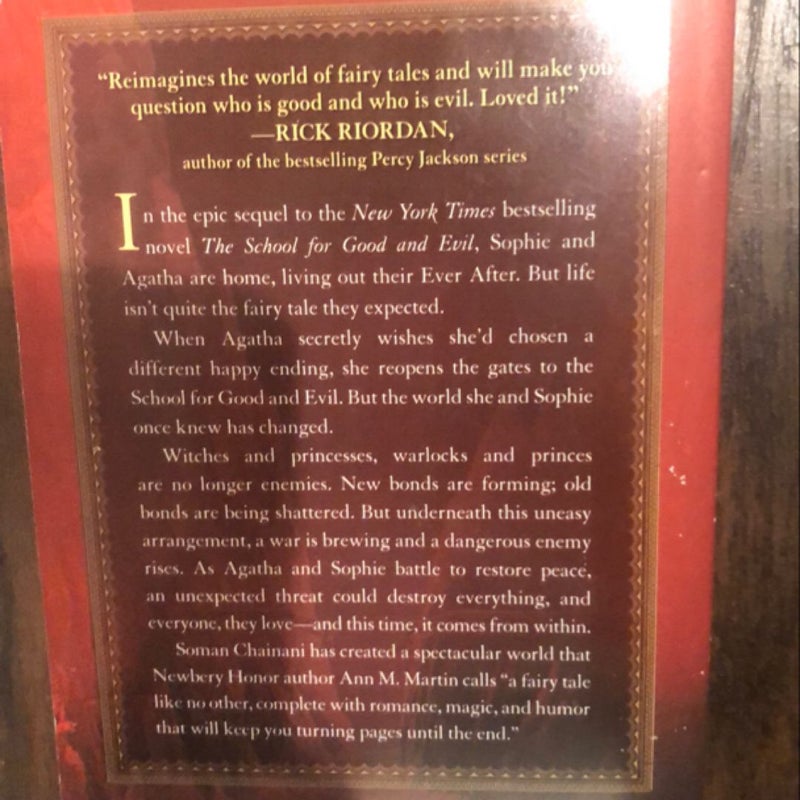 “Reimagines the world of fairy tales and will make you
question who is good and who is evil. Loved it!”
—RICK RIORDAN,
author of the bestselling Percy Jackson series
In the epic sequel to the New York Times bestselling
novel The School for Good and Evil, Sophie and
Agatha are home, living out their Ever After. But life
isn’t quite the fairy tale they expected.
When Agatha secretly wishes she’d chosen a
different happy ending, she reopens the gates to the
School for Good and Evil. But the world she and Sophie
once knew has changed.
Witches and princesses, warlocks and princes
are no longer enemies. New bonds are forming; old
bonds are being shattered. But underneath this uneasy
arrangement, a war is brewing and a dangerous enemy
rises. As Agatha and Sophie battle to restore peace,
an unexpected threat could destroy everything, and
everyone, they love—and this time, it comes from within.
Soman Chainani has created a spectacular world that
Newbery Honor author Ann M. Martin calls “a fairy tale
like no other, complete with romance, magic, and humor
that will keep you turning pages until the end.”